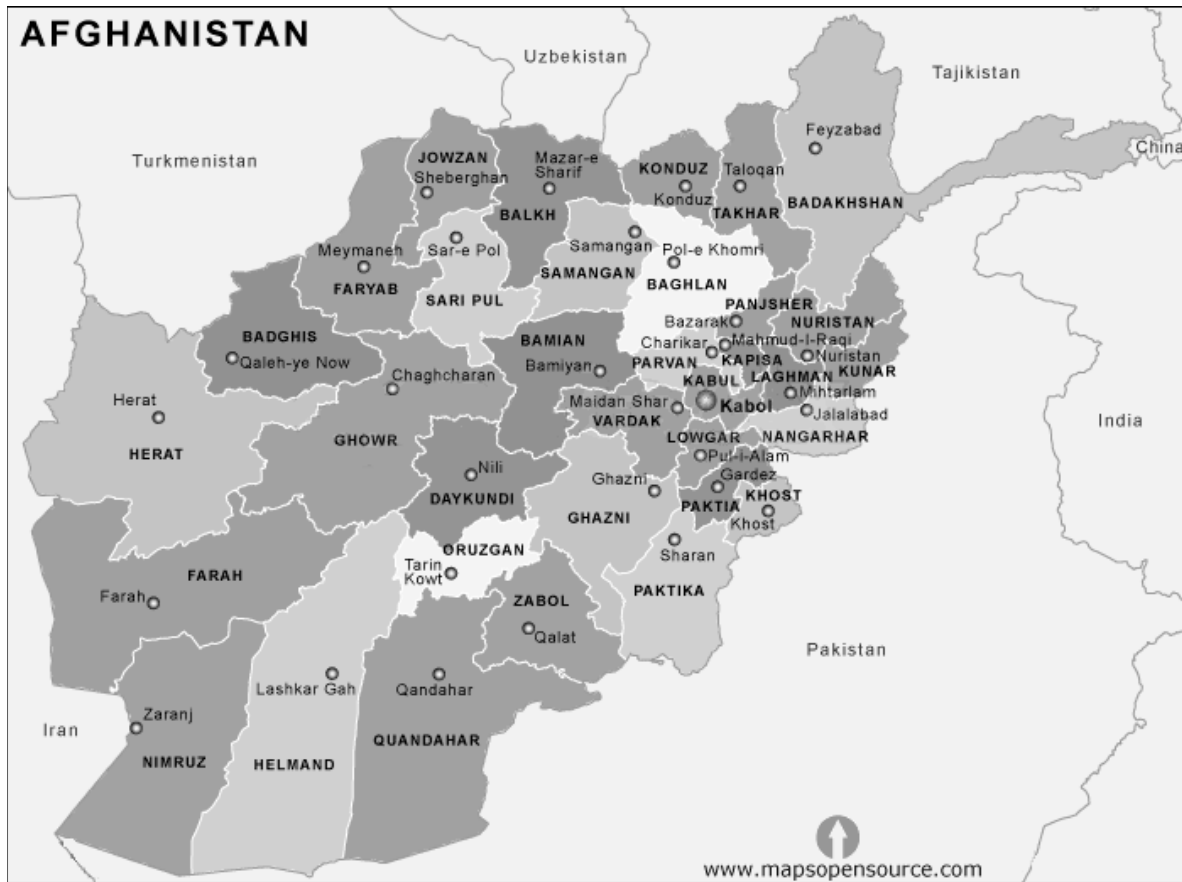 AFGHANISTAN
Uzbekistan
Tajikistan
Turkmenistan
China
Feyzabad
JOWZAN
Sheberghan
Mazar-e
Sharif
BALKH
KONDUZ
Konduz
Taloqan
TAKHAR
BADAKHSHAN
Meymaneh
FARYAB
Sar-e Pol
SARI PUL
Samangan
SAMANGAN
Pol-e Khomri
BAGHLAN
BADGHIS
Qaleh-ye Now
BAMIAN
Bamiyan
PANJSHER
Bazarak
NURISTAN
Charikar
Mahmud-I-Raqi
Nuristan
PARVAN
KAPISA
KUNAR
Chaghcharan
GHOWR
KABUL
Kabol
LAGHMAN
Mihtarlam
Jalalabad
Maidan Shar
VARDAK
Herat
HERAT
LOWGAR
NANGARHAR
Pul-i-Alam
India
Nili
DAYKUNDI
Ghazni
GHAZNI
Gardez
PAKTIA
KHOST
Khost
ORUZGAN
Tarin
Kowt
Sharan
PAKTIKA
FARAH
Farah
ZABOL
Qalat
Pakistan
Lashkar Gah
Qandahar
Iran
Zaranj
NIMRUZ
HELMAND
QUANDAHAR
www.mapsopensource.com